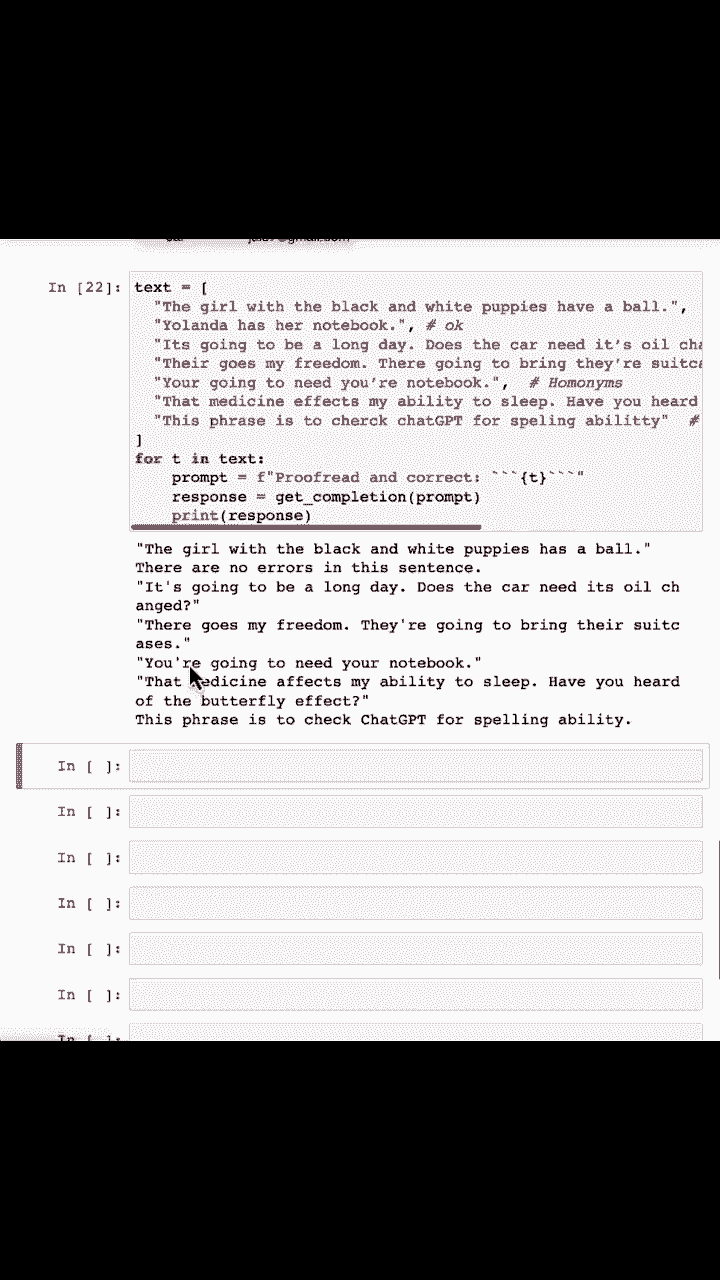 In [22]: text = [
"The girl with the black and white puppies have a ball.",
"Yolanda has her notebook.", # ok
"Its going to be a long day. Does the car need it's oil cha
"Their goes my freedom. There going to bring they're suitca
"Your going to need you're notebook.", # Homonyms
"That medicine effects my ability to sleep. Have you heard
"This phrase is to cherck chatGPT for speling abilitty" #
]
for t in text:
prompt = f"Proofread and correct: ```{t}```"
response = get_completion(prompt)
print(response)
"The girl with the black and white puppies has a ball."
There are no errors in this sentence.
"It's going to be a long day. Does the car need its oil ch
anged?"
"There goes my freedom. They're going to bring their suitc
ases."
"You're going to need your notebook."
"That medicine affects my ability to sleep. Have you heard
of the butterfly effect?"
This phrase is to check ChatGPT for spelling ability.
In [ ]:
In [ ]:
In [ ]:
In [ ]:
In [ ]:
In [ ]: